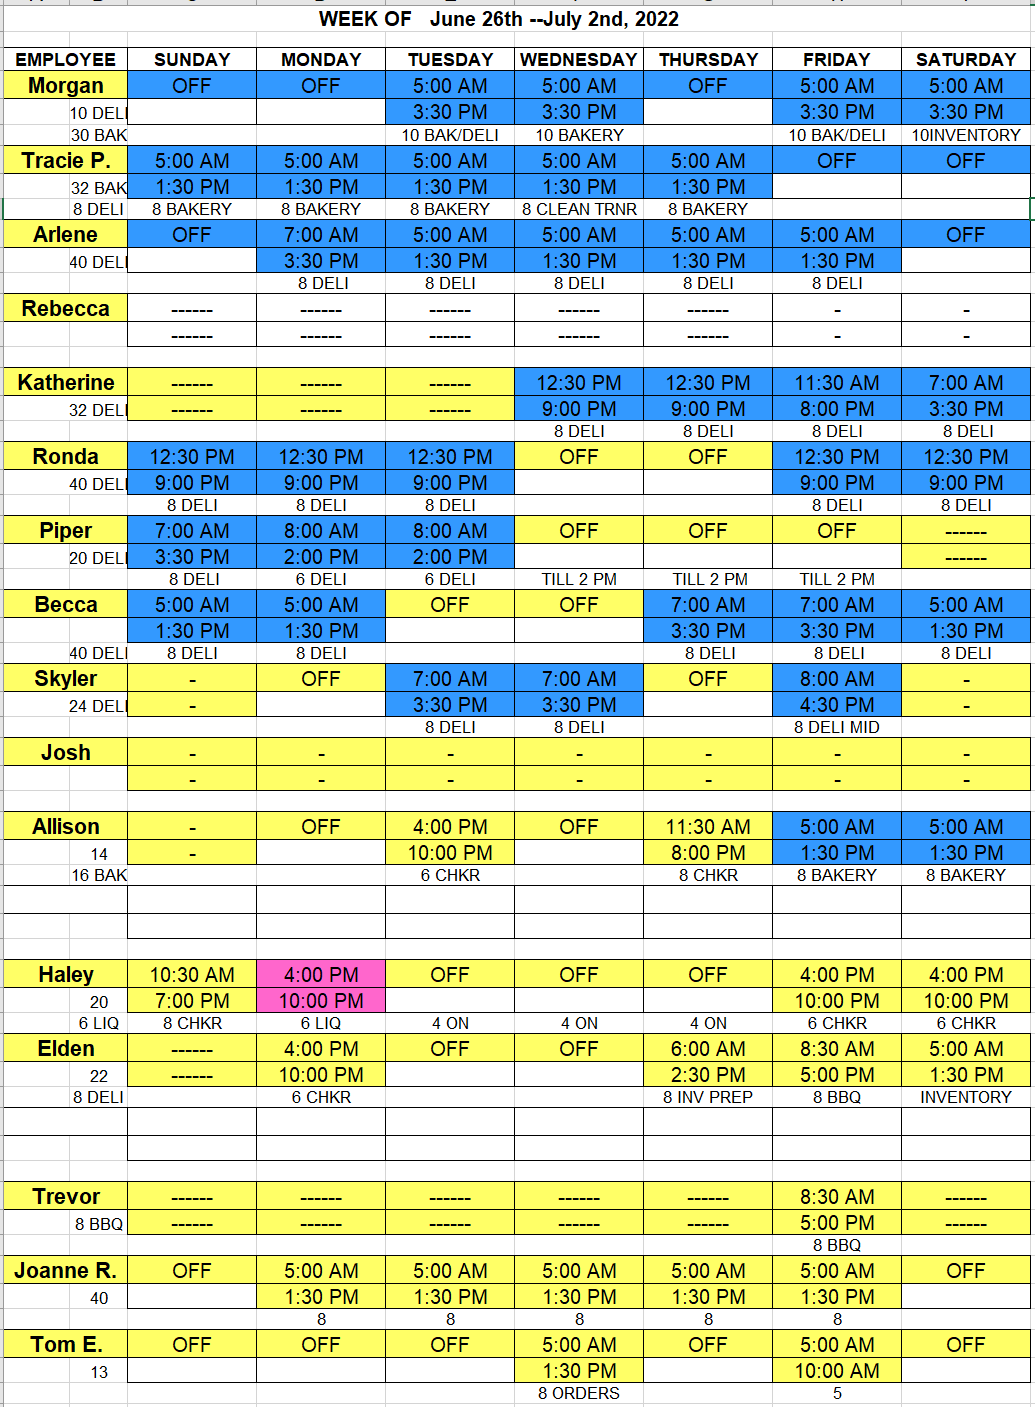 WEEK OF June 26th --July 2nd, 2022
EMPLOYEE SUNDAY MONDAY TUESDAY WEDNESDAY THURSDAY FRIDAY SATURDAY
Morgan OFF OFF 5:00 AM 5:00 AM OFF 5:00 AM 5:00 AM
10 DELI 3:30 PM 3:30 PM 3:30 PM 3:30 PM
30 BAK 10 BAK/DELI 10 BAKERY 10 BAK/DELI 10INVENTORY
Tracie P. 5:00 AM 5:00 AM 5:00 AM 5:00 AM 5:00 AM OFF OFF
32 BAK 1:30 PM 1:30 PM 1:30 PM 1:30 PM 1:30 PM
8 DELI 8 BAKERY 8 BAKERY 8 BAKERY 8 CLEAN TRNR 8 BAKERY
Arlene OFF 7:00 AM 5:00 AM 5:00 AM 5:00 AM 5:00 AM OFF
40 DELI 3:30 PM 1:30 PM 1:30 PM 1:30 PM 1:30 PM
8 DELI 8 DELI 8 DELI 8 DELI 8 DELI
Rebecca ------ ------ ------ ------ ------ - -
------ ------ ------ ------ ------ - -
Katherine ------ ------ ------ 12:30 PM 12:30 PM 11:30 AM 7:00 AM
32 DELI ------ ------ ------ 9:00 PM 9:00 PM 8:00 PM 3:30 PM
8 DELI 8 DELI 8 DELI 8 DELI
Ronda 12:30 PM 12:30 PM 12:30 PM OFF OFF 12:30 PM 12:30 PM
40 DELI 9:00 PM 9:00 PM 9:00 PM 9:00 PM 9:00 PM
8 DELI 8 DELI 8 DELI 8 DELI 8 DELI
Piper 7:00 AM 8:00 AM 8:00 AM OFF OFF OFF ------
20 DELI 3:30 PM 2:00 PM 2:00 PM ------
8 DELI 6 DELI 6 DELI TILL 2 PM TILL 2 PM TILL 2 PM
Becca 5:00 AM 5:00 AM OFF OFF 7:00 AM 7:00 AM 5:00 AM
1:30 PM 1:30 PM 3:30 PM 3:30 PM 1:30 PM
40 DELI 8 DELI 8 DELI 8 DELI 8 DELI 8 DELI
Skyler - OFF 7:00 AM 7:00 AM OFF 8:00 AM -
24 DELI - 3:30 PM 3:30 PM 4:30 PM -
8 DELI 8 DELI 8 DELI MID
Josh - - - - - - -
- - - - - - -
Allison - OFF 4:00 PM OFF 11:30 AM 5:00 AM 5:00 AM
14 - 10:00 PM 8:00 PM 1:30 PM 1:30 PM
16 BAK 6 CHKR 8 CHKR 8 BAKERY 8 BAKERY
Haley 10:30 AM 4:00 PM OFF OFF OFF 4:00 PM 4:00 PM
20 7:00 PM 10:00 PM 10:00 PM 10:00 PM
6 LIQ 8 CHKR 6 LIQ 4 ON 4 ON 4 ON 6 CHKR 6 CHKR
Elden ------ 4:00 PM OFF OFF 6:00 AM 8:30 AM 5:00 AM
22 ------ 10:00 PM 2:30 PM 5:00 PM 1:30 PM
8 DELI 6 CHKR 8 INV PREP 8 BBQ INVENTORY
Trevor ------ ------ ------ ------ ------ 8:30 AM ------
8 BBQ ------ ------ ------ ------ ------ 5:00 PM ------
8 BBQ
Joanne R. OFF 5:00 AM 5:00 AM 5:00 AM 5:00 AM 5:00 AM OFF
40 1:30 PM 1:30 PM 1:30 PM 1:30 PM 1:30 PM
8 8 8 8 8
Tom E. OFF OFF OFF 5:00 AM OFF 5:00 AM OFF
13 1:30 PM 10:00 AM
8 ORDERS 5